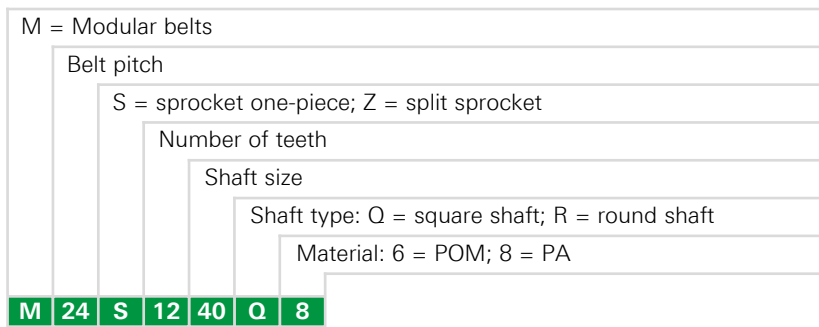 M = Modular belts
Belt pitch
S = sprocket one-piece; Z = split sprocket
Number of teeth
Shaft size
Shaft type: Q = square shaft; R = round shaft
Material: 6 = POM; 8 = PA
M 24 S 12 40 Q 8